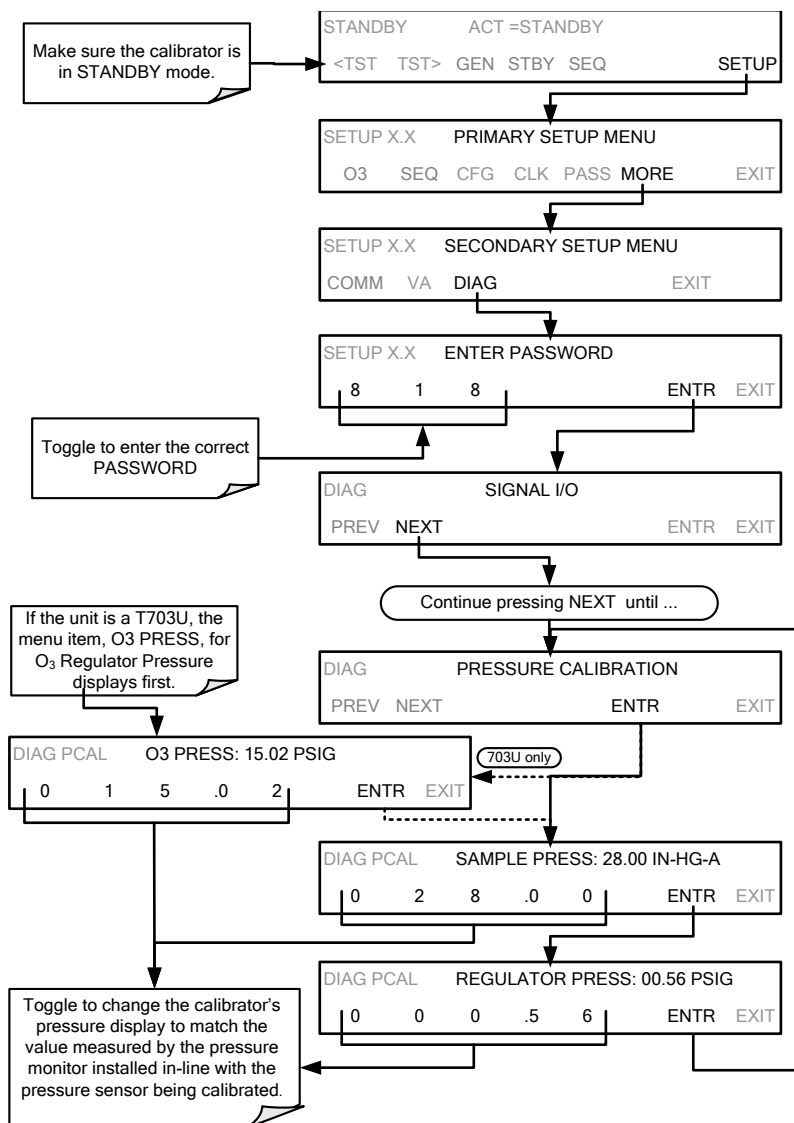 STANDBY ACT =STANDBY
Make sure the calibrator is
in STANDBY mode.
<TST TST> GEN STBY SEQ SETUP
SETUP X.X PRIMARY SETUP MENU
O3 SEQ CFG CLK PASS MORE EXIT
SETUP X.X SECONDARY SETUP MENU
COMM VA DIAG EXIT
SETUP X.X ENTER PASSWORD
8 1 8 ENTR EXIT
Toggle to enter the correct
PASSWORD
DIAG SIGNAL I/O
PREV NEXT ENTR EXIT
Continue pressing NEXT until ...
If the unit is a T703U, the
menu item, O3 PRESS, for
O₃ Regulator Pressure
displays first.
DIAG PRESSURE CALIBRATION
PREV NEXT ENTR EXIT
703U only
DIAG PCAL O3 PRESS: 15.02 PSIG
0 1 5 .0 2 ENTR EXIT
DIAG PCAL SAMPLE PRESS: 28.00 IN-HG-A
0 2 8 .0 0 ENTR EXIT
DIAG PCAL REGULATOR PRESS: 00.56 PSIG
0 0 0 .5 6 ENTR EXIT
Toggle to change the calibrator's
pressure display to match the
value measured by the pressure
monitor installed in-line with the
pressure sensor being calibrated.